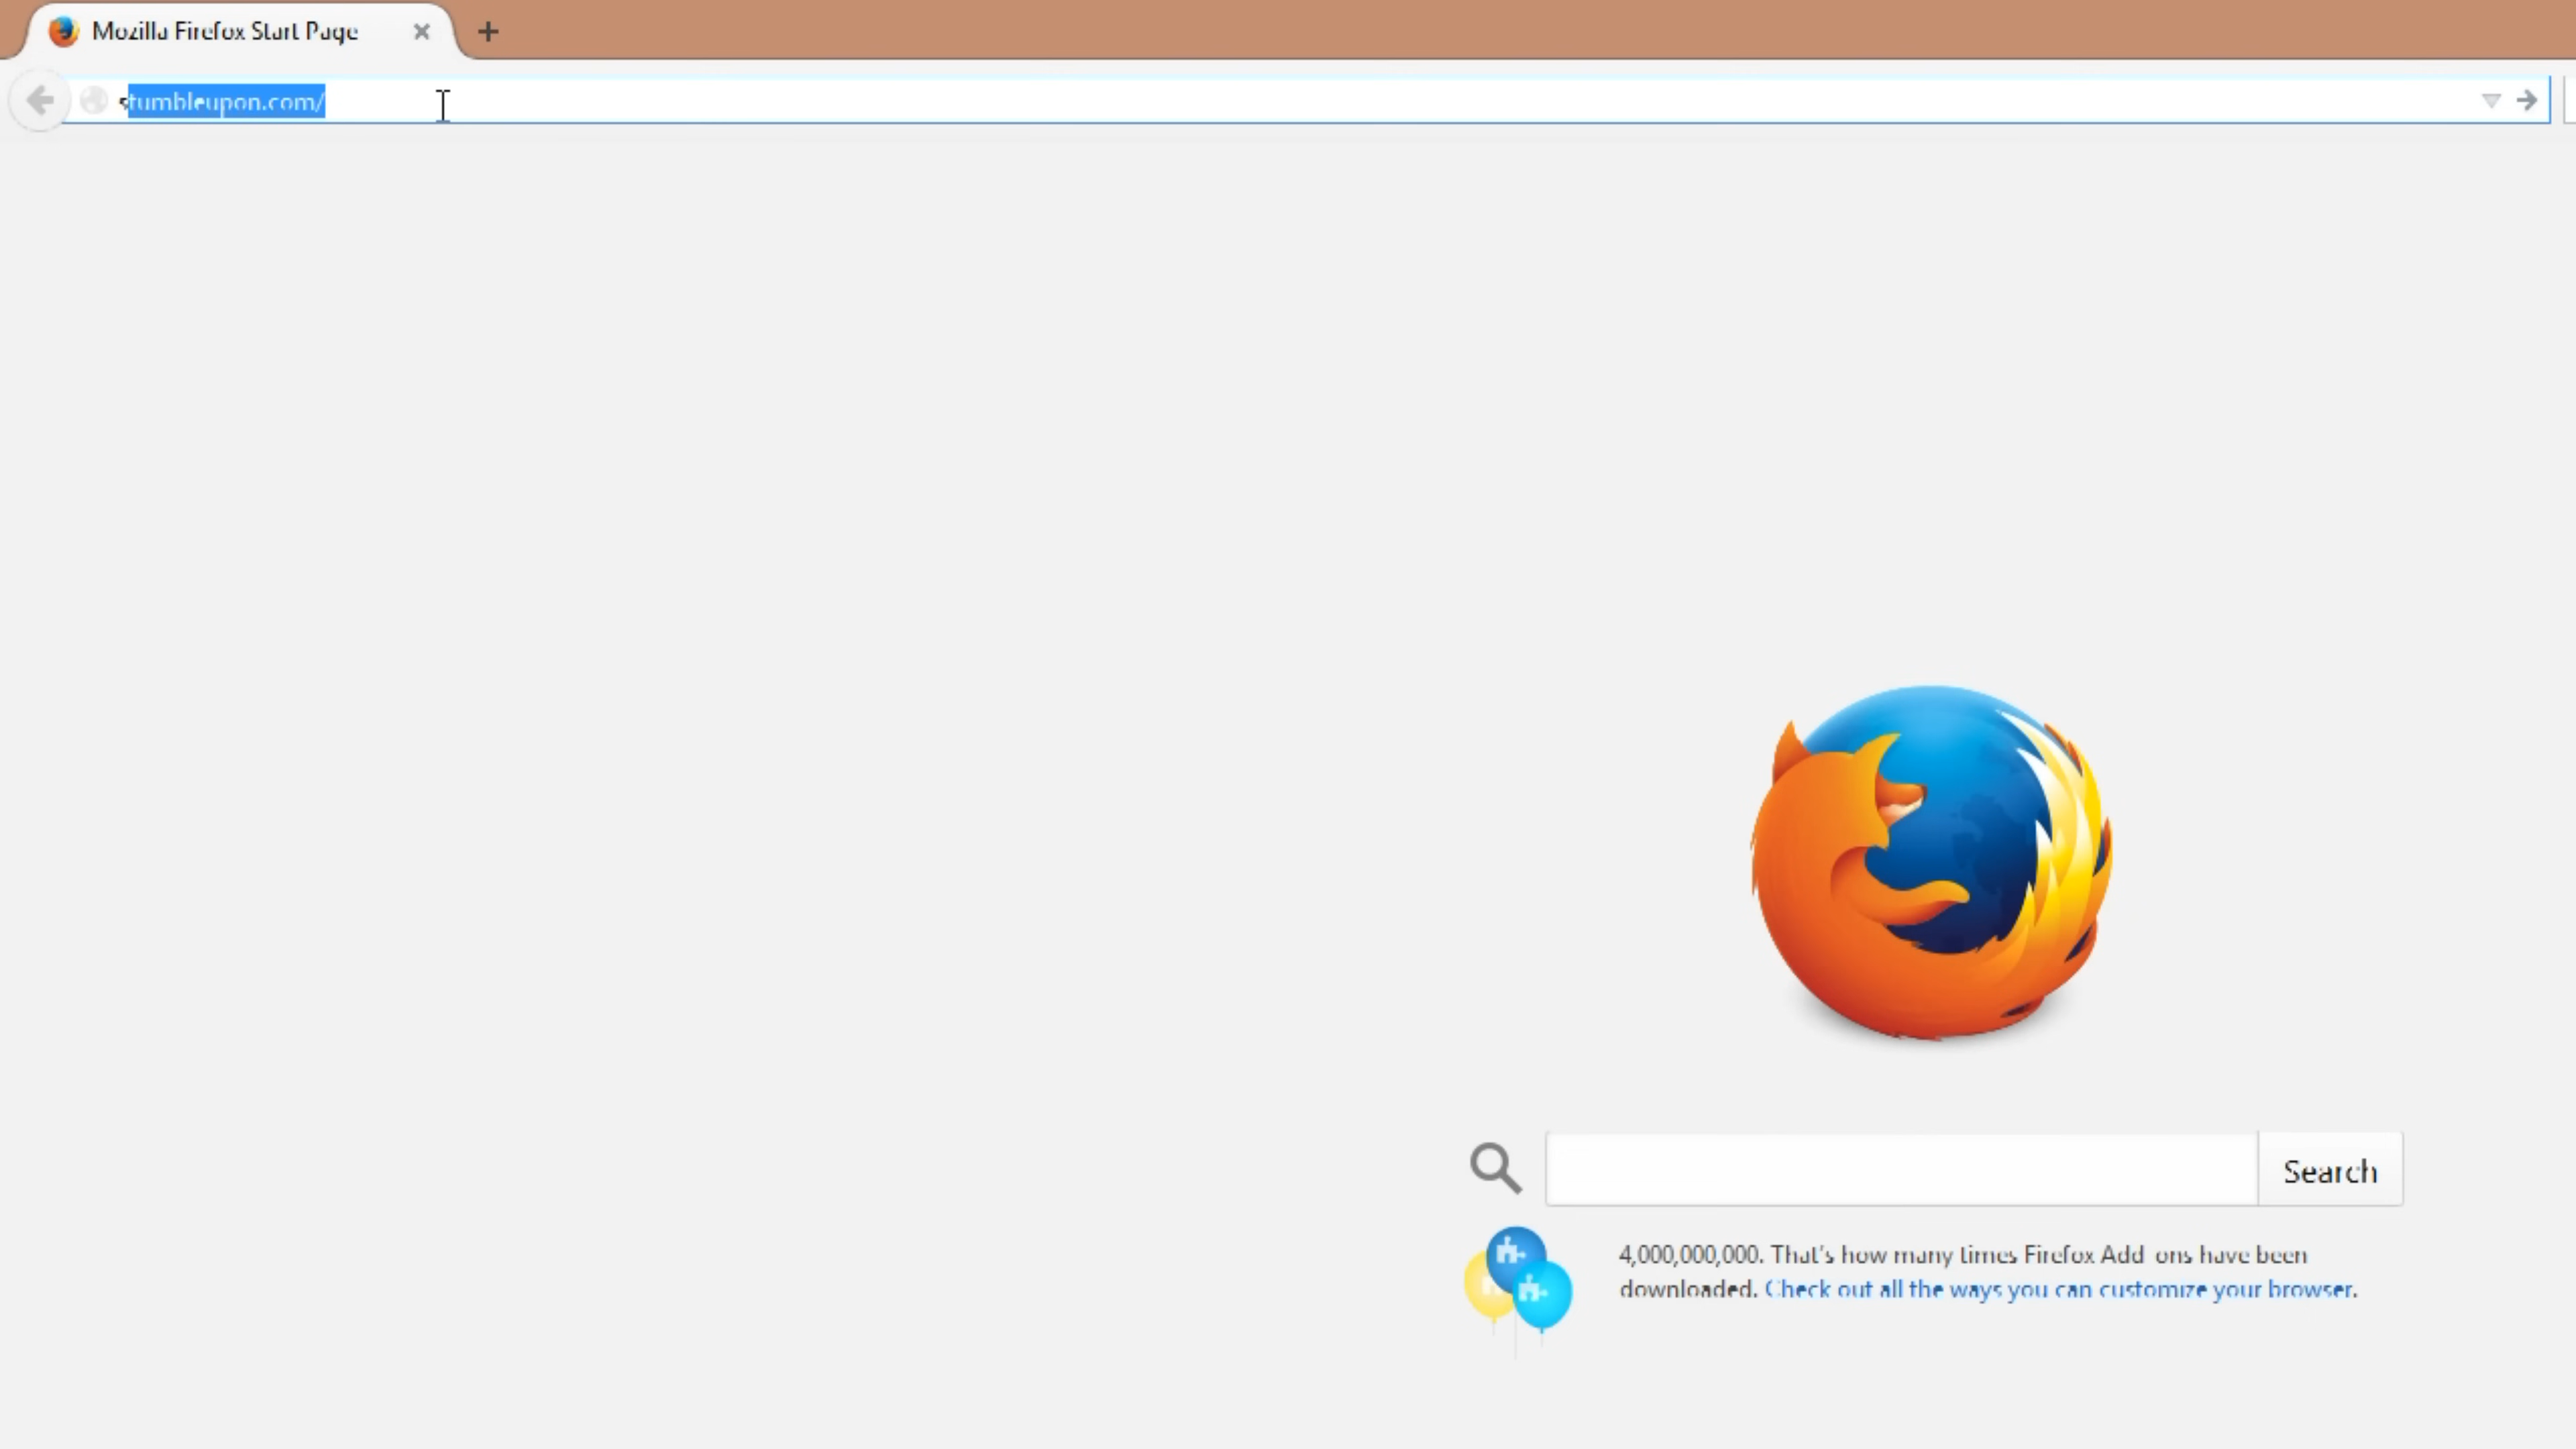 Mozilla Firefox Start Page
stumbleupon.com/
Search
4,000,000,000. That's how many times Firefox Add ons have been
downloaded. Check out all the ways you can customize your browser.